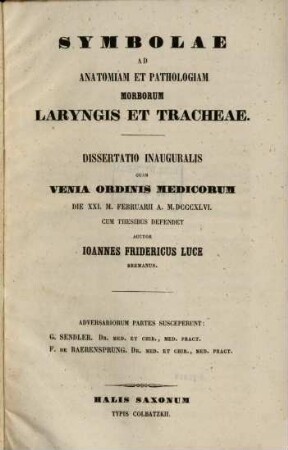 SYMBOLAE
AD
ANATOMIAM ET PATHOLOGIAM
MORBORUM
LARYNGIS ET TRACHEAE.
DISSERTATIO INAUGURALIS
QUAM
VENIA ORDINIS MEDICORUM
DIE XXI. M. FEBRUARII A. M.DCCCXLVI.
CUM THESIBUS DEFENDET
AUCTOR
IOANNES FRIDERICUS LUCE
BREMANUS.
ADVERSARIORUM PARTES SUSCEPERUNT:
G. SENDLER. DR. MED. ET CHIR., MED. PRACT.
F. DE BAERENSPRUNG. DR. MED. ET CHIR., MED. PRACT.
HALIS SAXONUM
TYPIS COLBATZKII.